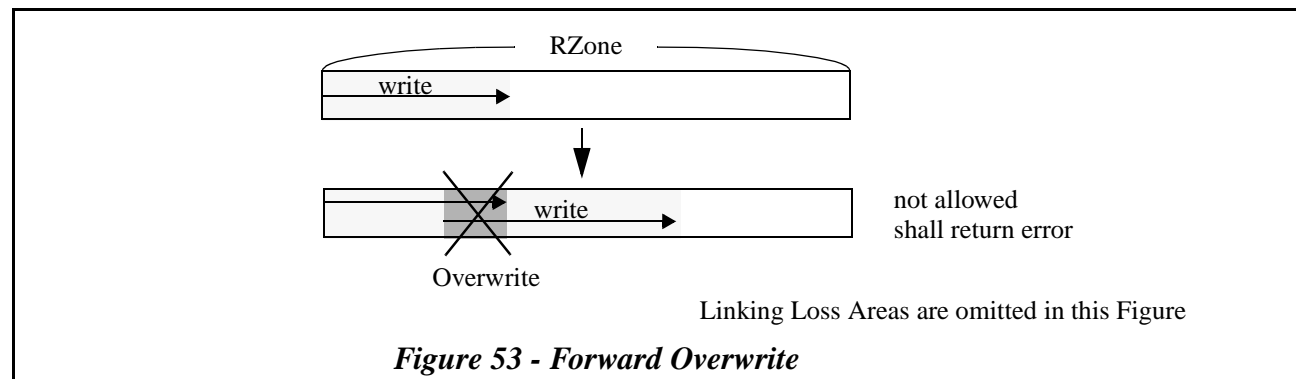 RZone
write
write
not allowed
shall return error
Overwrite
Linking Loss Areas are omitted in this Figure
Figure 53 - Forward Overwrite